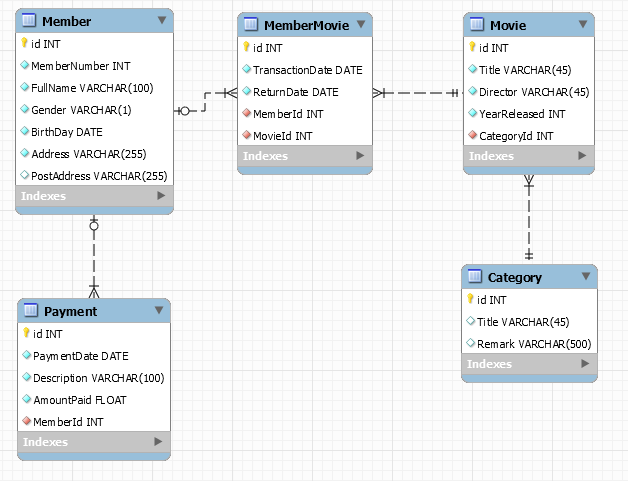 Member
id INT
MemberNumber INT
FullName VARCHAR(100)
Gender VARCHAR(1)
BirthDay DATE
Address VARCHAR(255)
PostAddress VARCHAR(255)
Indexes
MemberMovie
id INT
TransactionDate DATE
ReturnDate DATE
MemberId INT
MovieId INT
Indexes
Movie
id INT
Title VARCHAR(45)
Director VARCHAR(45)
YearReleased INT
CategoryId INT
Indexes
Payment
id INT
PaymentDate DATE
Description VARCHAR(100)
AmountPaid FLOAT
MemberId INT
Indexes
Category
id INT
Title VARCHAR(45)
Remark VARCHAR(500)
Indexes